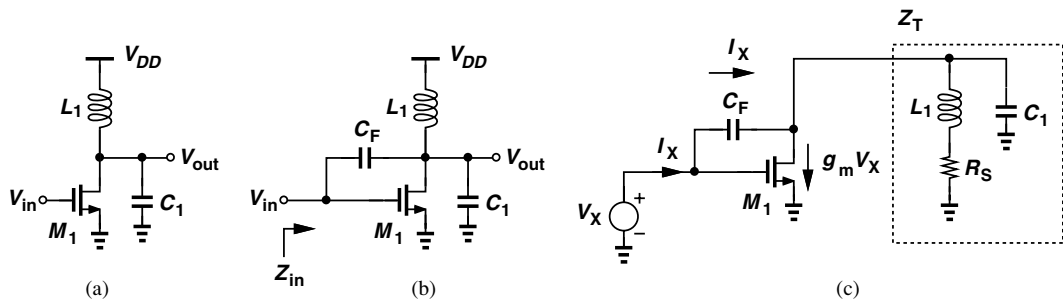 V_DD
L_1
V_out
V_in
C_1
M_1
(a)
V_DD
L_1
C_F
V_out
V_in
C_1
M_1
Z_in
(b)
Z_T
I_X
C_F
L_1
C_1
I_X
g_m V_X
R_S
M_1
V_X
+
−
(c)